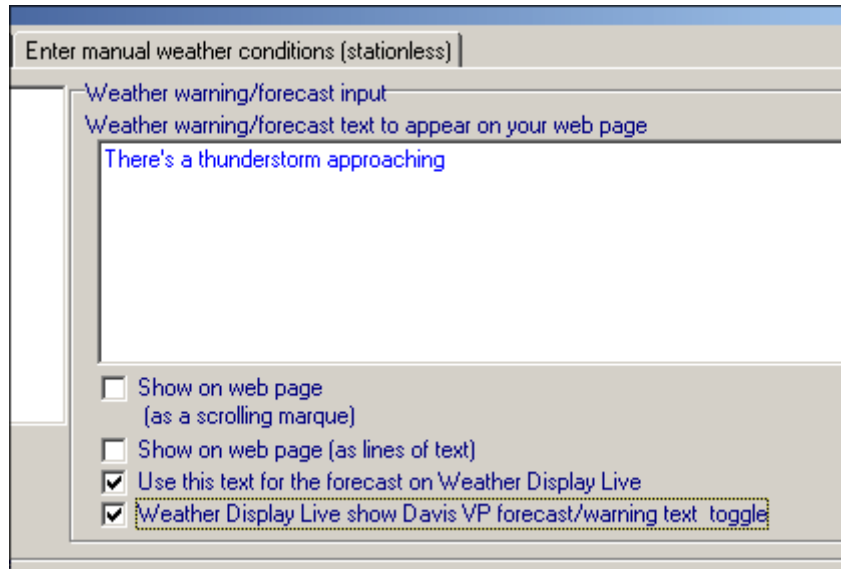 Enter manual weather conditions (stationless)
Weather warning/forecast input
Weather warning/forecast text to appear on your web page
There's a thunderstorm approaching
Show on web page
(as a scrolling marque)
Show on web page (as lines of text)
Use this text for the forecast on Weather Display Live
Weather Display Live show Davis VP forecast/warning text  toggle